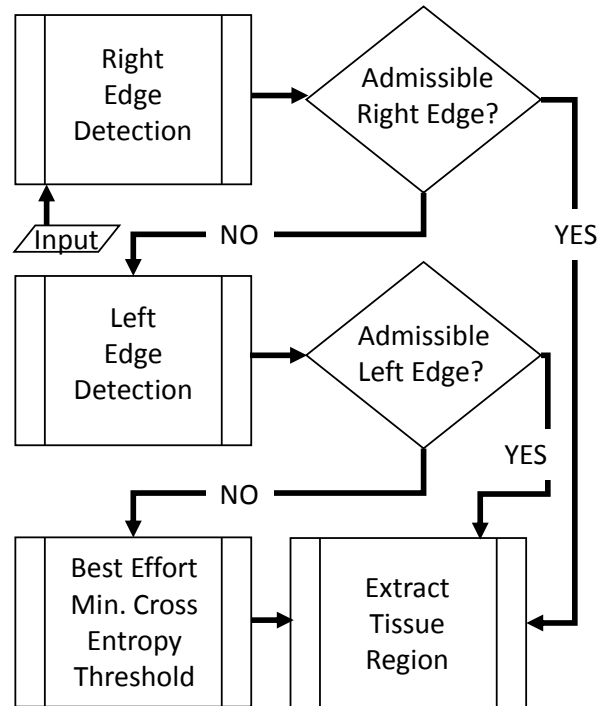 Right
Edge
Detection
Admissible
Right Edge?
Input
NO
YES
Left
Edge
Detection
Admissible
Left Edge?
YES
NO
Best Effort
Min. Cross
Entropy
Threshold
Extract
Tissue
Region